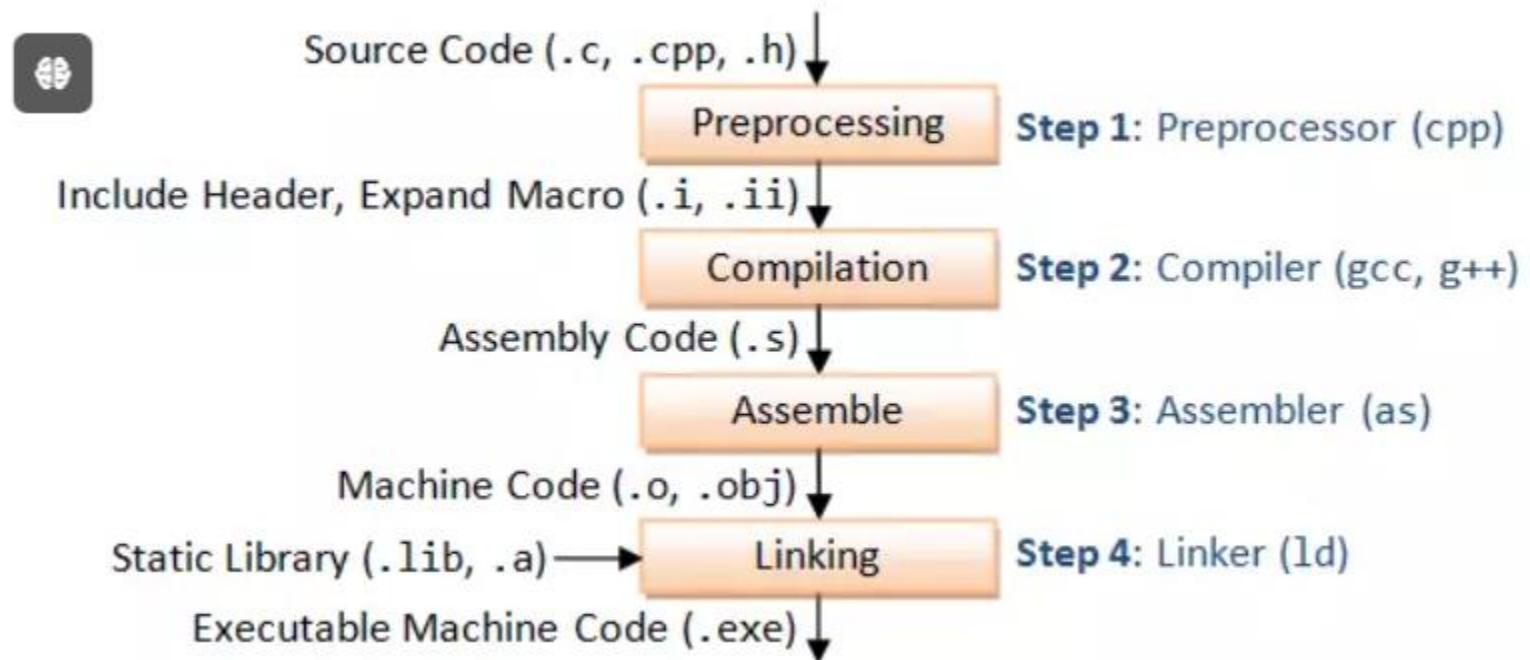 Source Code (.c, .cpp, .h)
Preprocessing
Step 1: Preprocessor (cpp)
Include Header, Expand Macro (.i, .ii)
Compilation
Step 2: Compiler (gcc, g++)
Assembly Code (.s)
Assemble
Step 3: Assembler (as)
Machine Code (.o, .obj)
Static Library (.lib, .a)
Linking
Step 4: Linker (ld)
Executable Machine Code (.exe)